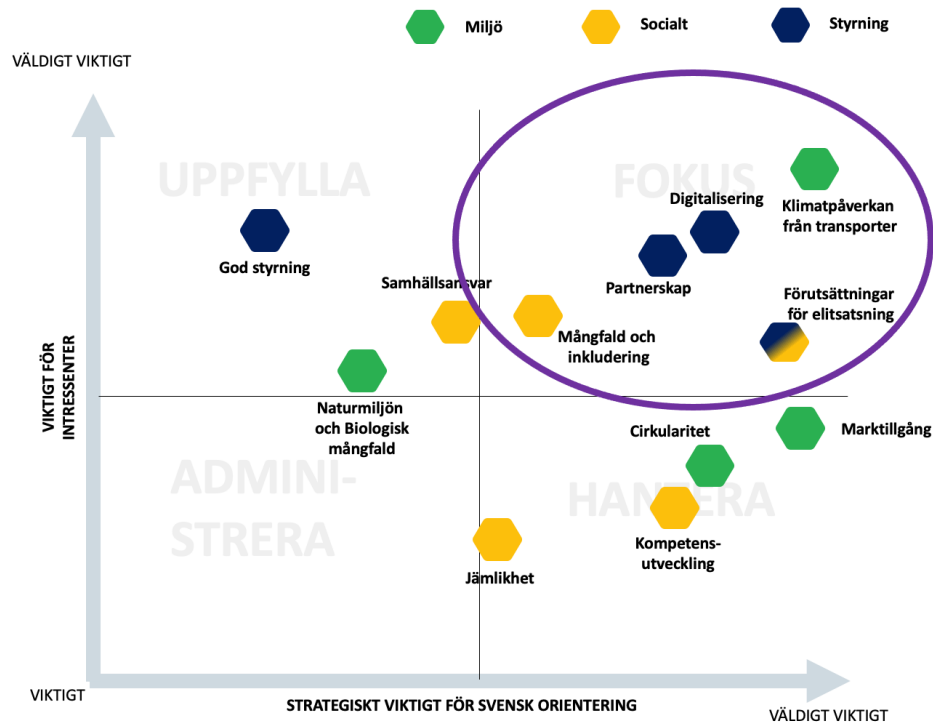 Miljö
Socialt
Styrning
VÄLDIGT VIKTIGT
UPPFYLLA
FOKUS
Digitalisering
Klimatpåverkan
från transporter
God styrning
Samhällsansvar
Partnerskap
Förutsättningar
för elitsatsning
Mångfald och
inkludering
VIKTIGT FÖR
INTRESSENTER
Naturmiljön
och Biologisk
mångfald
Cirkularitet
Marktillgång
ADMINI-
STRERA
HANTERA
Kompetens-
utveckling
Jämlikhet
VIKTIGT
STRATEGISKT VIKTIGT FÖR SVENSK ORIENTERING
VÄLDIGT VIKTIGT